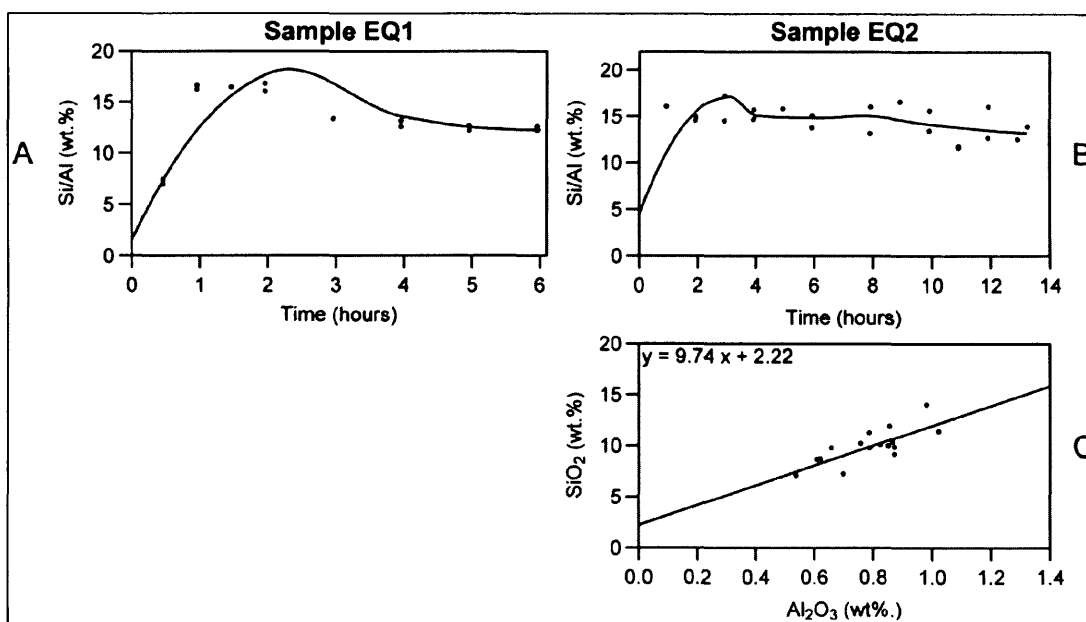 Sample EQ1
A
Si/Al (wt.%)
20
15
10
5
0
0 1 2 3 4 5 6
Time (hours)
Sample EQ2
B
Si/Al (wt.%)
20
15
10
5
0
0 2 4 6 8 10 12 14
Time (hours)
C
y = 9.74 x + 2.22
SiO₂ (wt.%)
20
15
10
5
0
0.0 0.2 0.4 0.6 0.8 1.0 1.2 1.4
Al₂O₃ (wt%.)